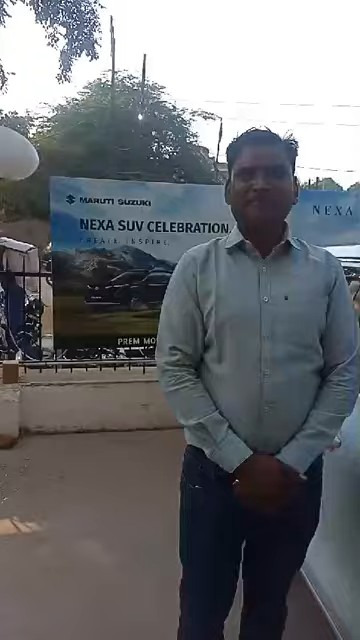 MARUTI SUZUKI
NEXA SUV CELEBRATION
CREATE. INSPIRE.
PREM MO
NEXA